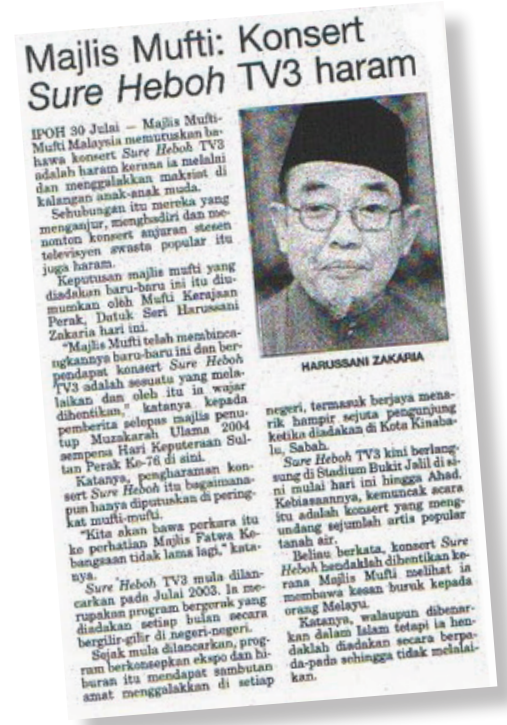 Majlis Mufti: Konsert
Sure Heboh TV3 haram
IPOH 30 Julai — Majlis Mufti-
Mufti Malaysia memutuskan ba-
hawa konsert Sure Heboh TV3
adalah haram kerana ia melalni
dan menggalakkan maksiat di
kalangan anak-anak muda.
Sehubungan itu mereka yang
menganjur, menghadiri dan me-
nonton konsert anjuran stesen
televisyen swasta popular itu
juga haram.
Keputusan majlis mufti yang
diadakan baru-baru ini itu diu-
mumkan oleh Mufti Kerajaan
Perak, Datuk Seri Harussani
Zakaria hari ini.
"Majlis Mufti telah membinca-
ngkannya baru-baru ini dan ber-
pendapat konsert Sure Heboh
TV3 adalah sesuatu yang mela-
laikan dan oleh itu ia wajar
dihentikan," katanya kepada
pemberita selepas majlis penu-
tup Muzakarah Ulama 2004
sempena Hari Keputeraan Sul-
tan Perak Ke-76 di sini.
Katanya, pengharaman kon-
sert Sure Heboh itu bagaimana-
pun hanya diputuskan di pering-
kat mufti-mufti.
"Kita akan bawa perkara itu
ke perhatian Majlis Fatwa Ke-
bangsaan tidak lama lagi," kata-
nya.
Sure Heboh TV3 mula dilan-
carkan pada Julai 2003. Ia me-
rupakan program bergerak yang
diadakan setiap bulan secara
bergilir-gilir di negeri-negeri.
Sejak mula dilancarkan, prog-
ram berkonsepkan ekspo dan hi-
buran itu mendapat sambutan
amat menggalakkan di setiap
HARUSSANI ZAKARIA
negeri, termasuk berjaya mena-
rik hampir sejuta pengunjung
ketika diadakan di Kota Kinaba-
lu, Sabah.
Sure Heboh TV3 kini berlang-
sung di Stadium Bukit Jalil di si-
ni mulai hari ini hingga Ahad.
Kebiasaannya, kemuncak acara
itu adalah konsert yang meng-
undang sejumlah artis popular
tanah air.
Beliau berkata, konsert Sure
Heboh hendaklah dihentikan ke-
rana Majlis Mufti melihat ia
membawa kesan buruk kepada
orang Melayu.
Katanya, walaupun dibenar-
kan dalam Islam tetapi ia hen-
daklah diadakan secara berpa-
da-pada sehingga tidak melalai-
kan.